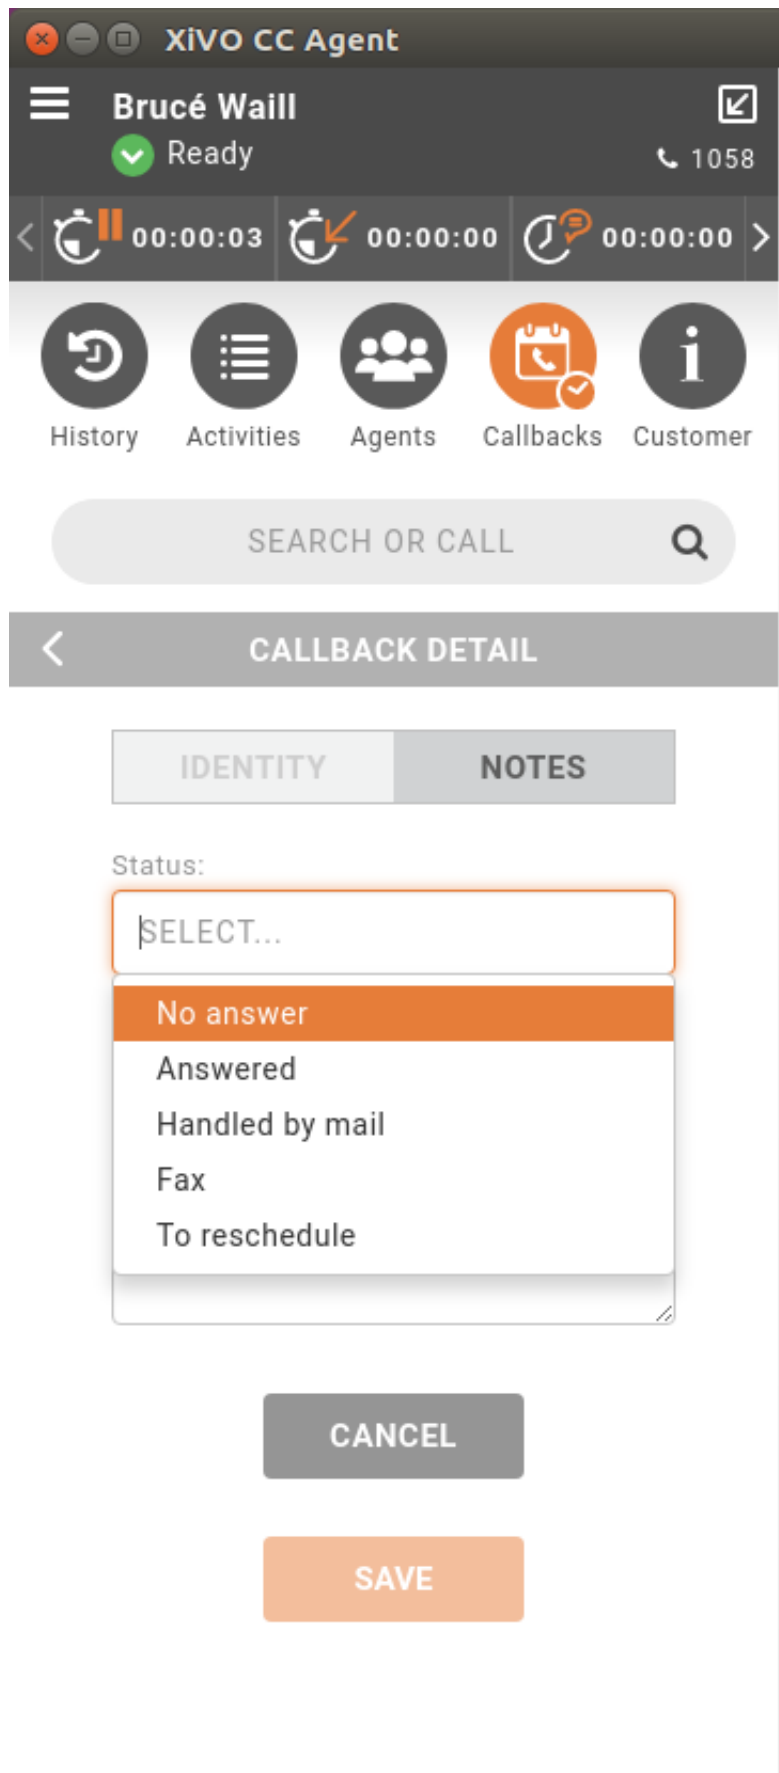 XiVO CC Agent
Brucé Waill
Ready
1058
00:00:03 00:00:00 00:00:00
History Activities Agents Callbacks Customer
SEARCH OR CALL
CALLBACK DETAIL
IDENTITY NOTES
Status:
SELECT...
No answer
Answered
Handled by mail
Fax
To reschedule
CANCEL
SAVE